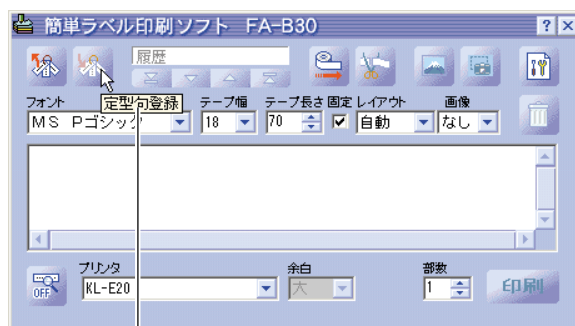 簡単ラベル印刷ソフト FA-B30
? ×
履歴
フォント 定型句登録 テープ幅 テープ長さ 固定 レイアウト 画像
MS Pゴシック 18 70 自動 なし
プリンタ 余白 部数
OFF KL-E20 大 1 印刷